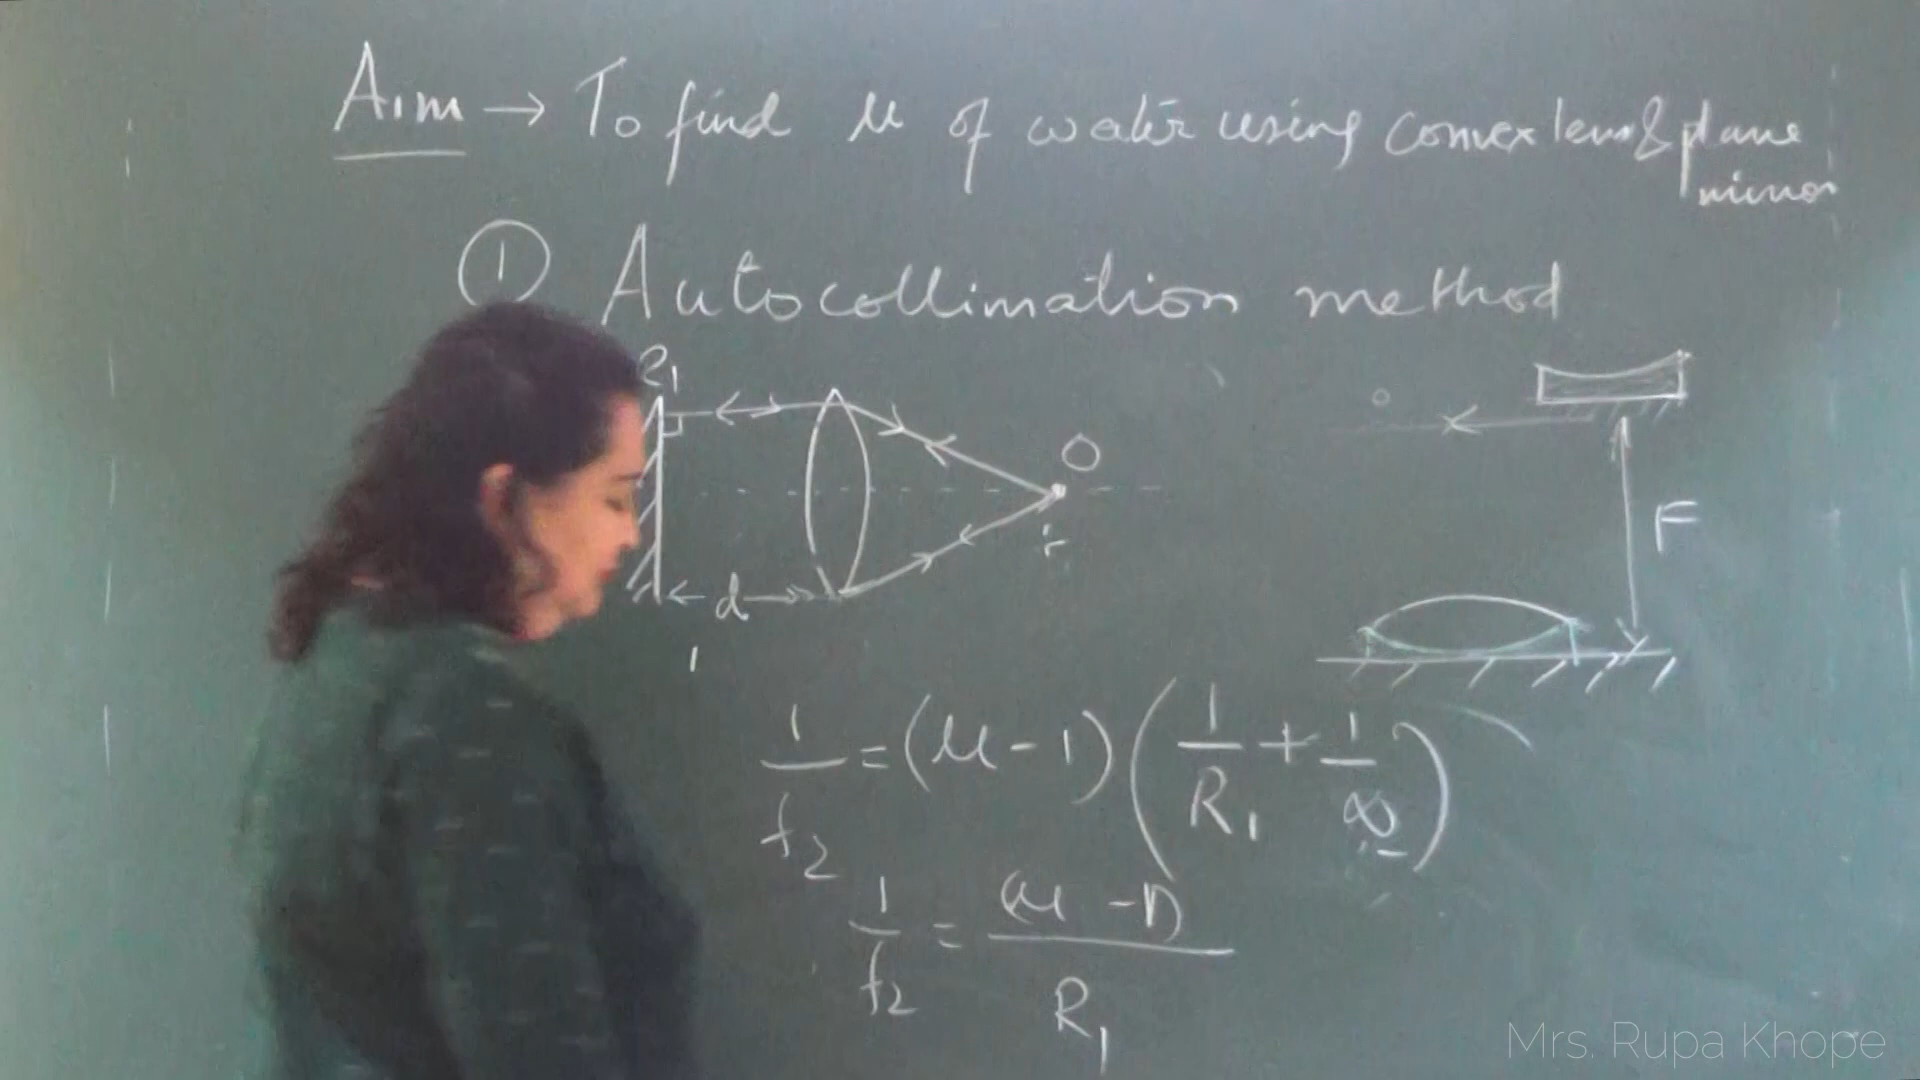 Aim → To find μ of water using convex lens & plane
mirror
① Autocollimation method
O
F
d
1/f₂ = (μ - 1) (1/R₁ + 1/∞)
1/f₂ = (μ - 1)/R₁
Mrs. Rupa Khope